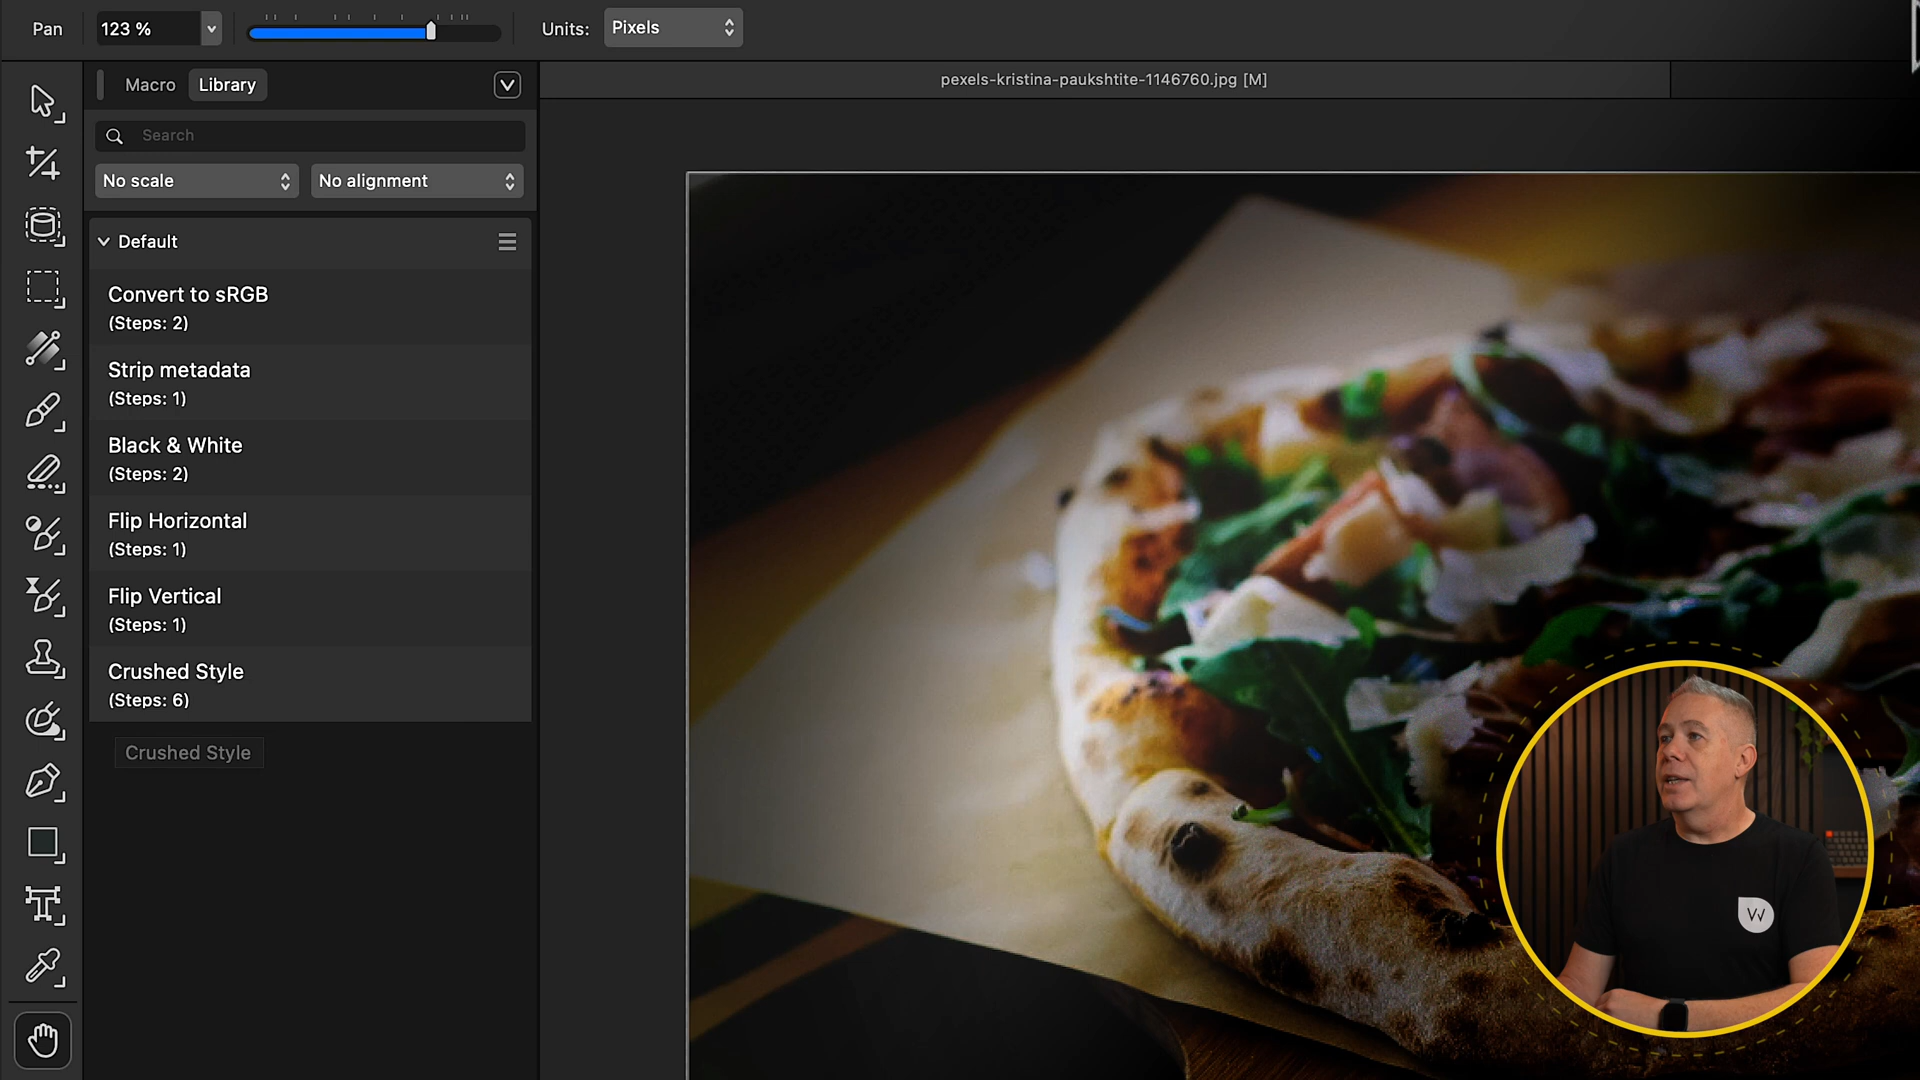 Pan
123 %
Units:
Pixels
Macro
Library
pexels-kristina-paukshtite-1146760.jpg [M]
Search
No scale
No alignment
Default
Convert to sRGB
(Steps: 2)
Strip metadata
(Steps: 1)
Black & White
(Steps: 2)
Flip Horizontal
(Steps: 1)
Flip Vertical
(Steps: 1)
Crushed Style
(Steps: 6)
Crushed Style
W